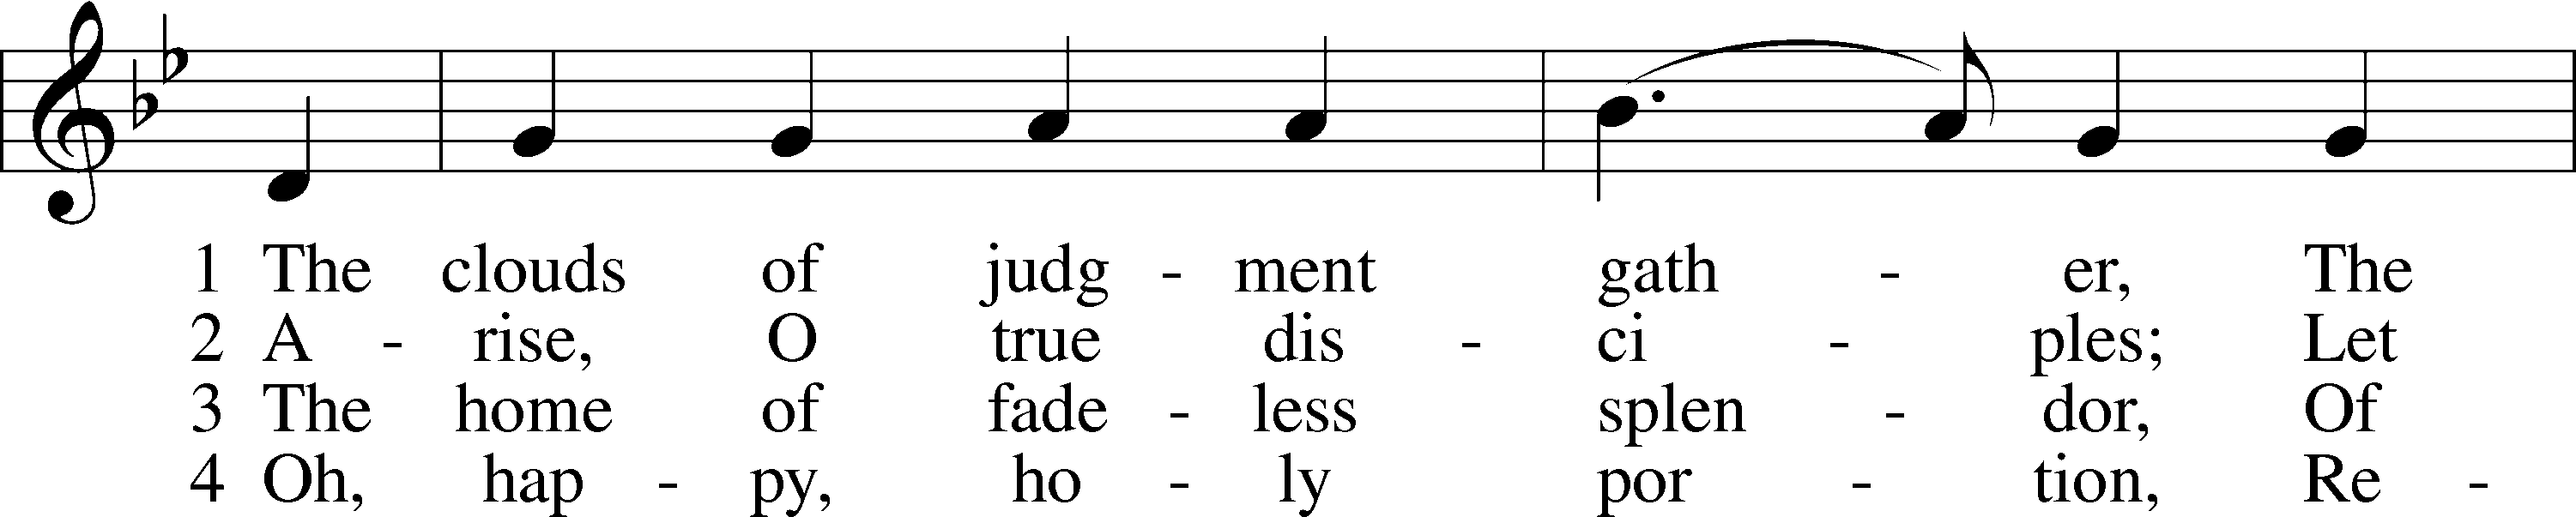 1 The clouds of judg - ment gath - er, The
2 A - rise, O true dis - ci - ples; Let
3 The home of fade - less splen - dor, Of
4 Oh, hap - py, ho - ly por - tion, Re -